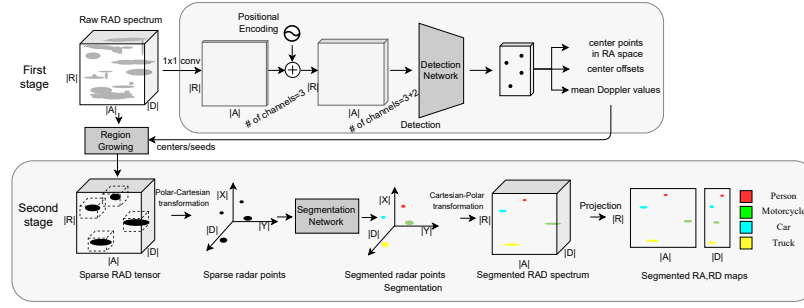 Raw RAD spectrum
Positional
Encoding
First
stage
1x1 conv
|R|
|A|
|D|
|R|
|A|
# of channels=3
|R|
|A|
# of channels=3+2
Detection
Network
Detection
center points
in RA space
center offsets
mean Doppler values
Region
Growing
centers/seeds
Second
stage
|R|
|A|
|D|
Sparse RAD tensor
Polar-Cartesian
transformation
|X|
|Y|
|D|
Sparse radar points
Segmentation
Network
|X|
|Y|
|D|
Segmented radar points
Segmentation
Cartesian-Polar
transformation
|R|
|A|
|D|
Segmented RAD spectrum
Projection
|R|
|A|
|D|
Segmented RA,RD maps
Person
Motorcycle
Car
Truck